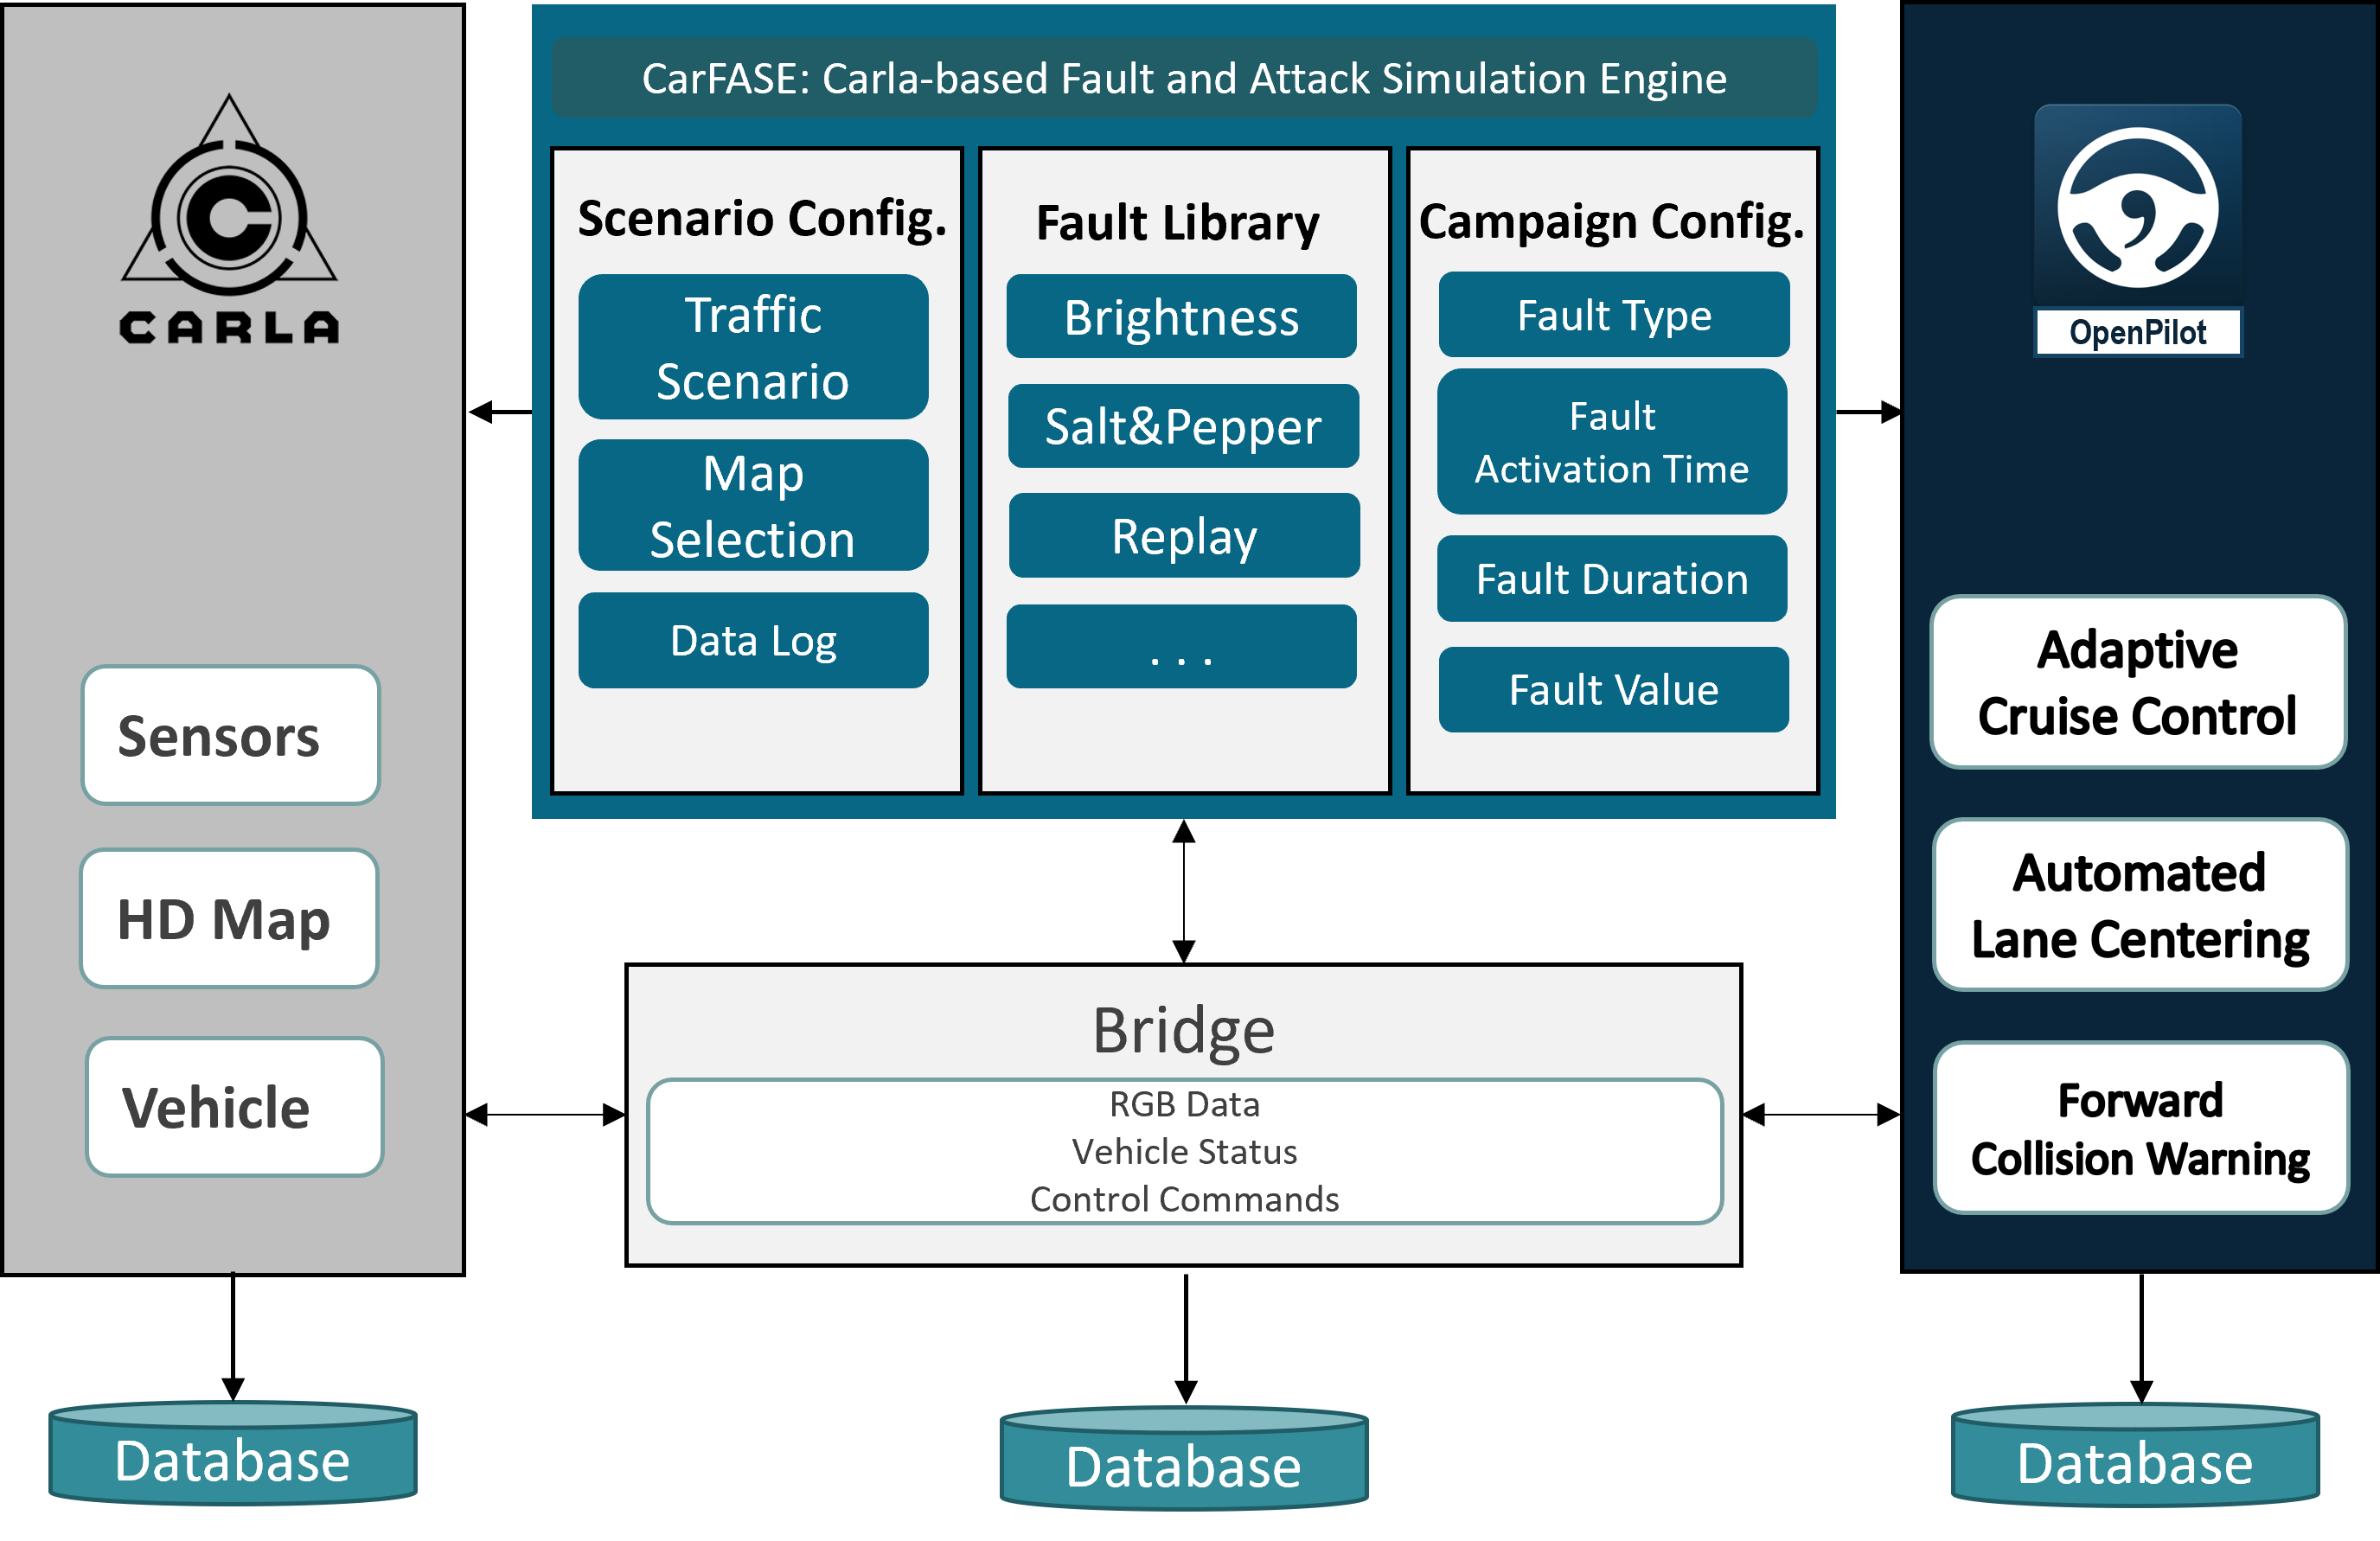 CARLA
Sensors
HD Map
Vehicle
Database
CarFASE: Carla-based Fault and Attack Simulation Engine
Scenario Config.
Traffic
Scenario
Map
Selection
Data Log
Fault Library
Brightness
Salt&Pepper
Replay
. . .
Campaign Config.
Fault Type
Fault
Activation Time
Fault Duration
Fault Value
Bridge
RGB Data
Vehicle Status
Control Commands
Database
OpenPilot
Adaptive
Cruise Control
Automated
Lane Centering
Forward
Collision Warning
Database